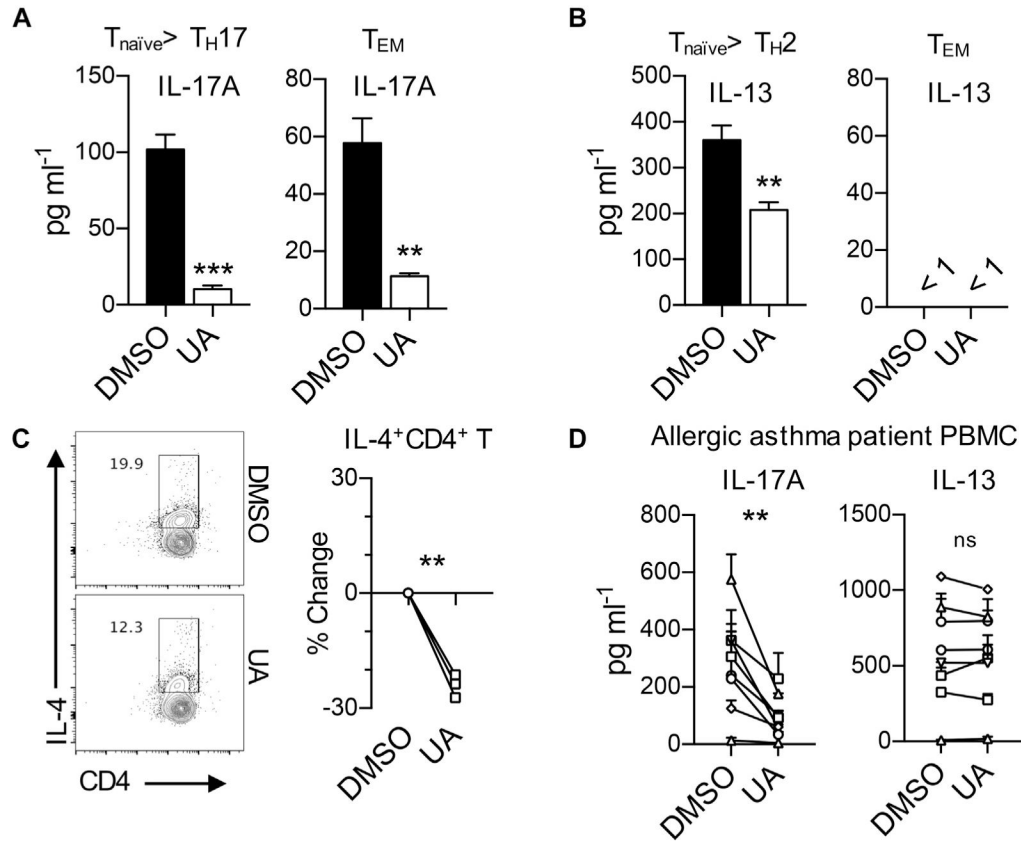 A
Tnaïve> TH17
IL-17A
pg ml-1
150
100
50
0
DMSO
UA
***
TEM
IL-17A
80
60
40
20
0
DMSO
UA
**
B
Tnaïve> TH2
IL-13
pg ml-1
500
400
300
200
100
0
DMSO
UA
**
TEM
IL-13
80
60
40
20
0
< 1
< 1
DMSO
UA
C
19.9
DMSO
12.3
UA
IL-4
CD4
IL-4+CD4+ T
% Change
30
0
-30
**
DMSO
UA
D
Allergic asthma patient PBMC
IL-17A
**
pg ml-1
800
600
400
200
0
DMSO
UA
IL-13
ns
1500
1000
500
0
DMSO
UA